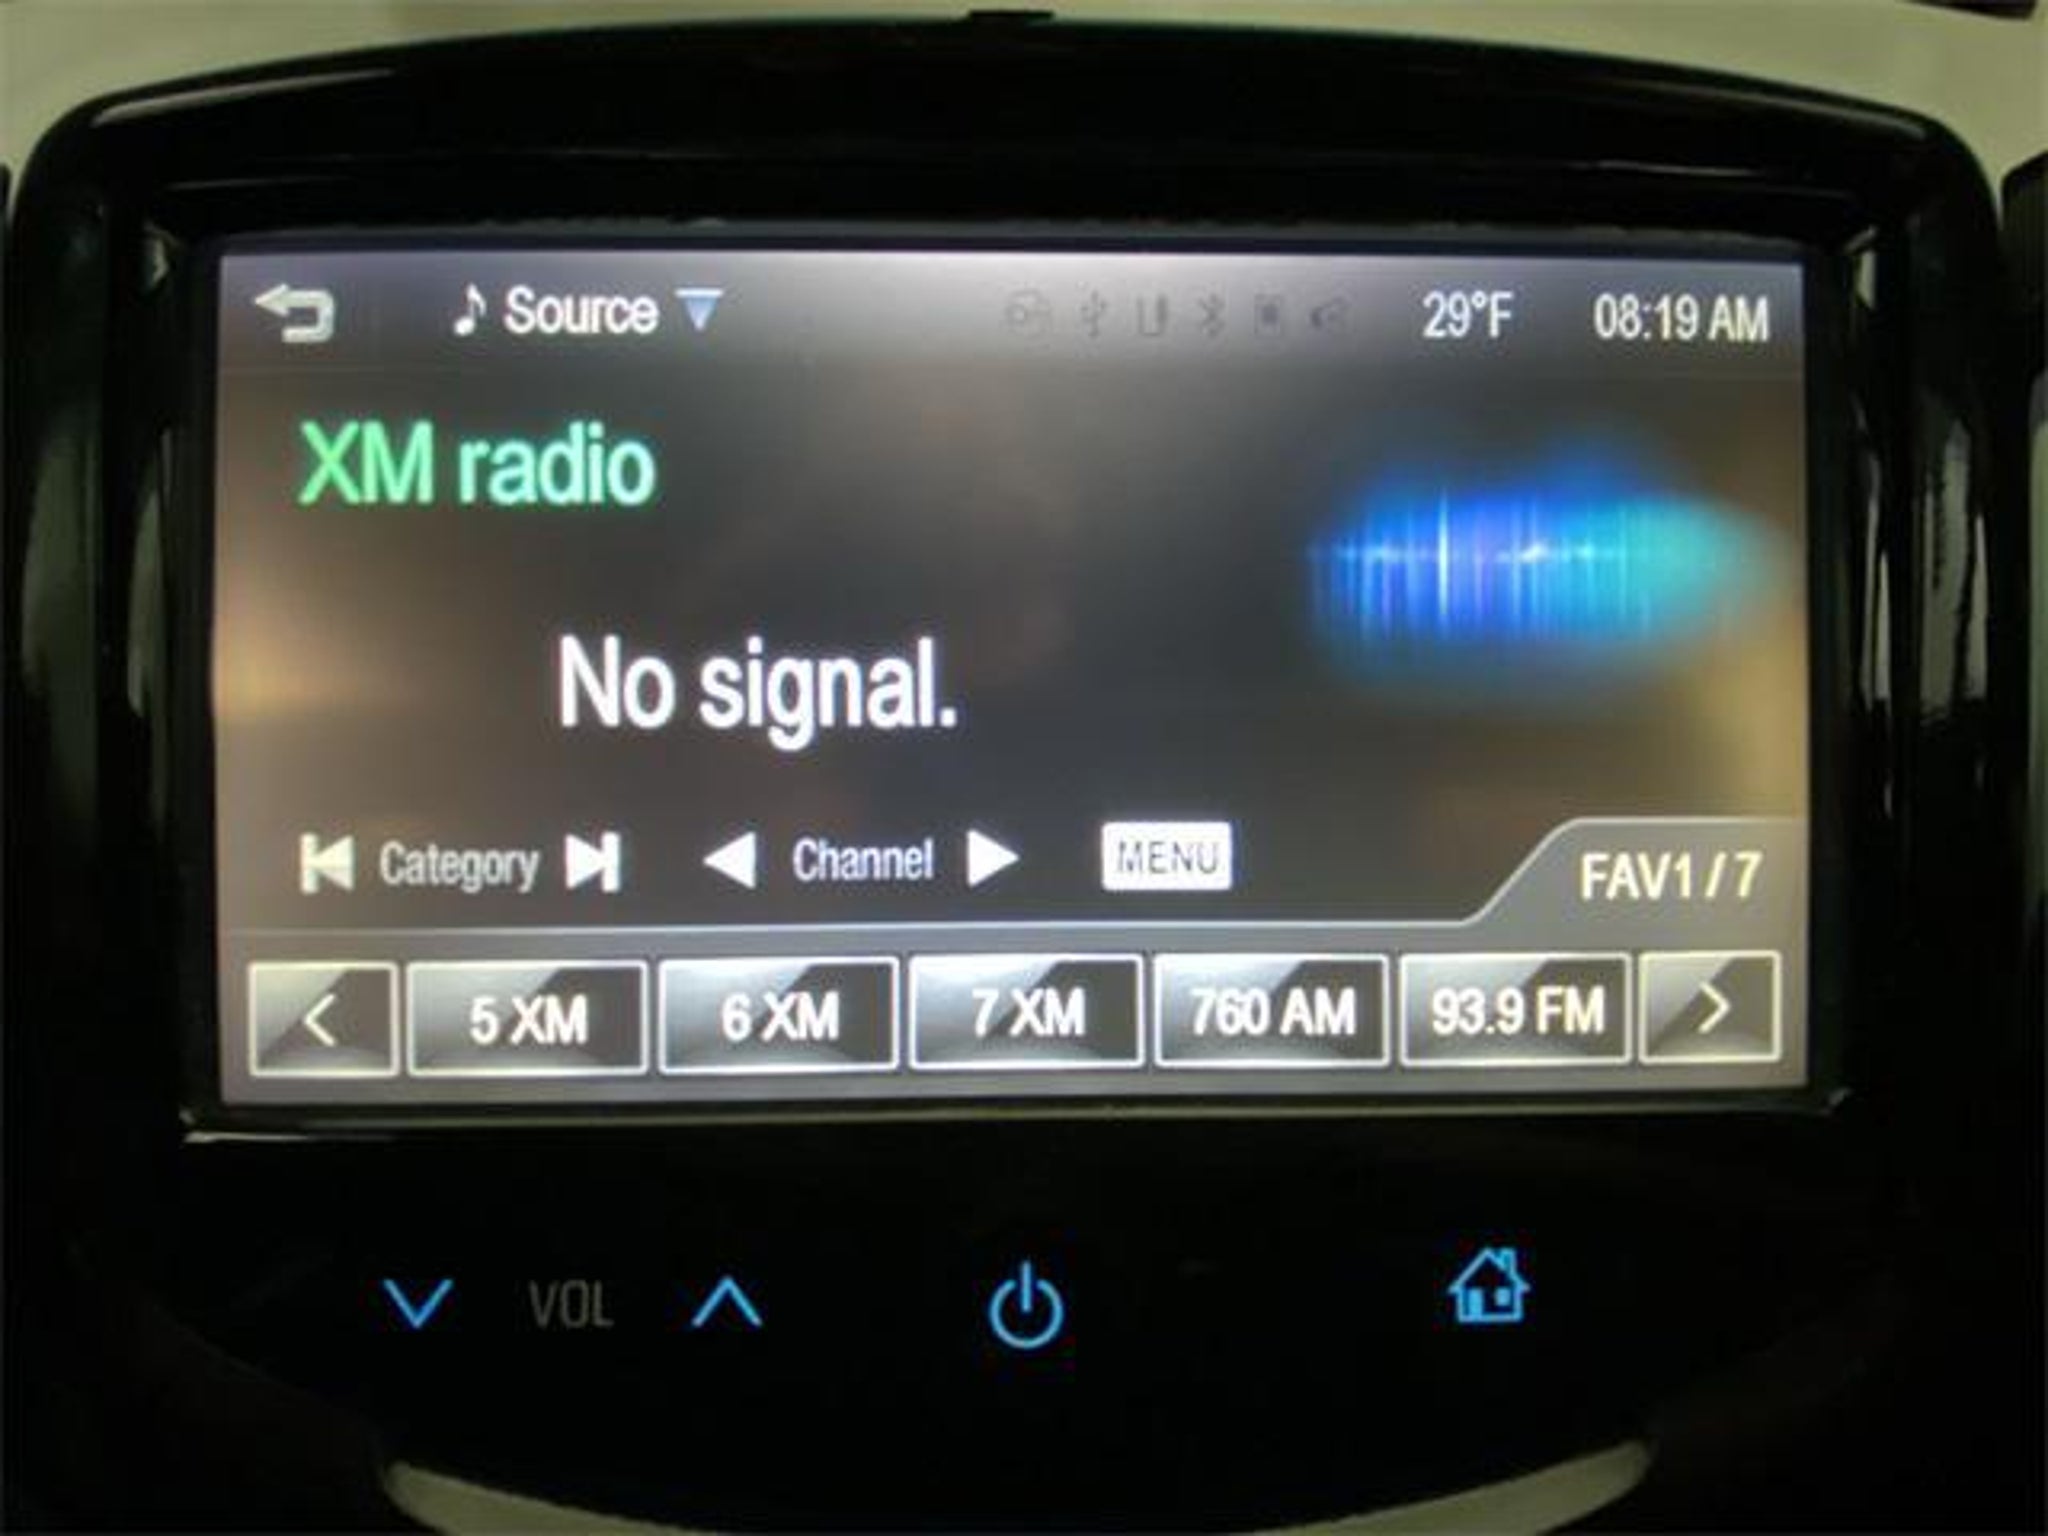 Source 29°F 08:19 AM
XM radio
No signal.
Category Channel MENU
FAV1 / 7
< 5 XM 6 XM 7 XM 760 AM 93.9 FM >
VOL